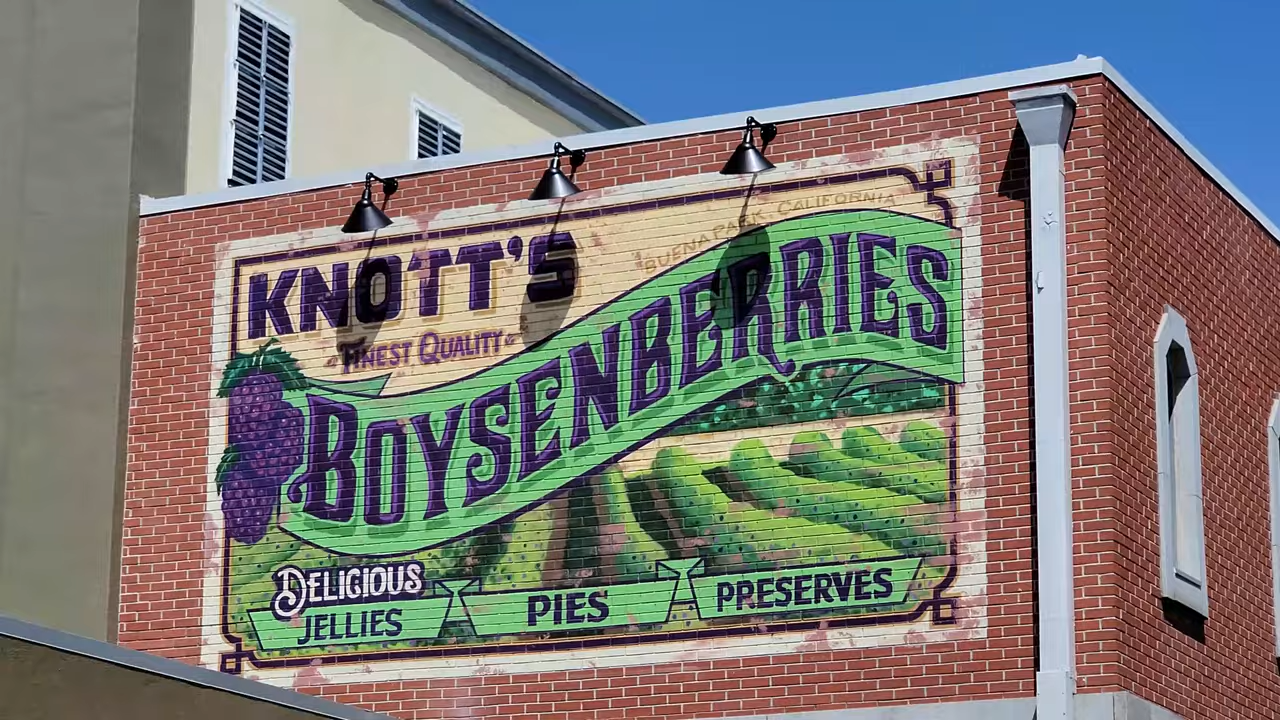 KNOTT'S
BUENA PARK, CALIFORNIA
FINEST QUALITY
BOYSENBERRIES
DELICIOUS
JELLIES
PIES
PRESERVES